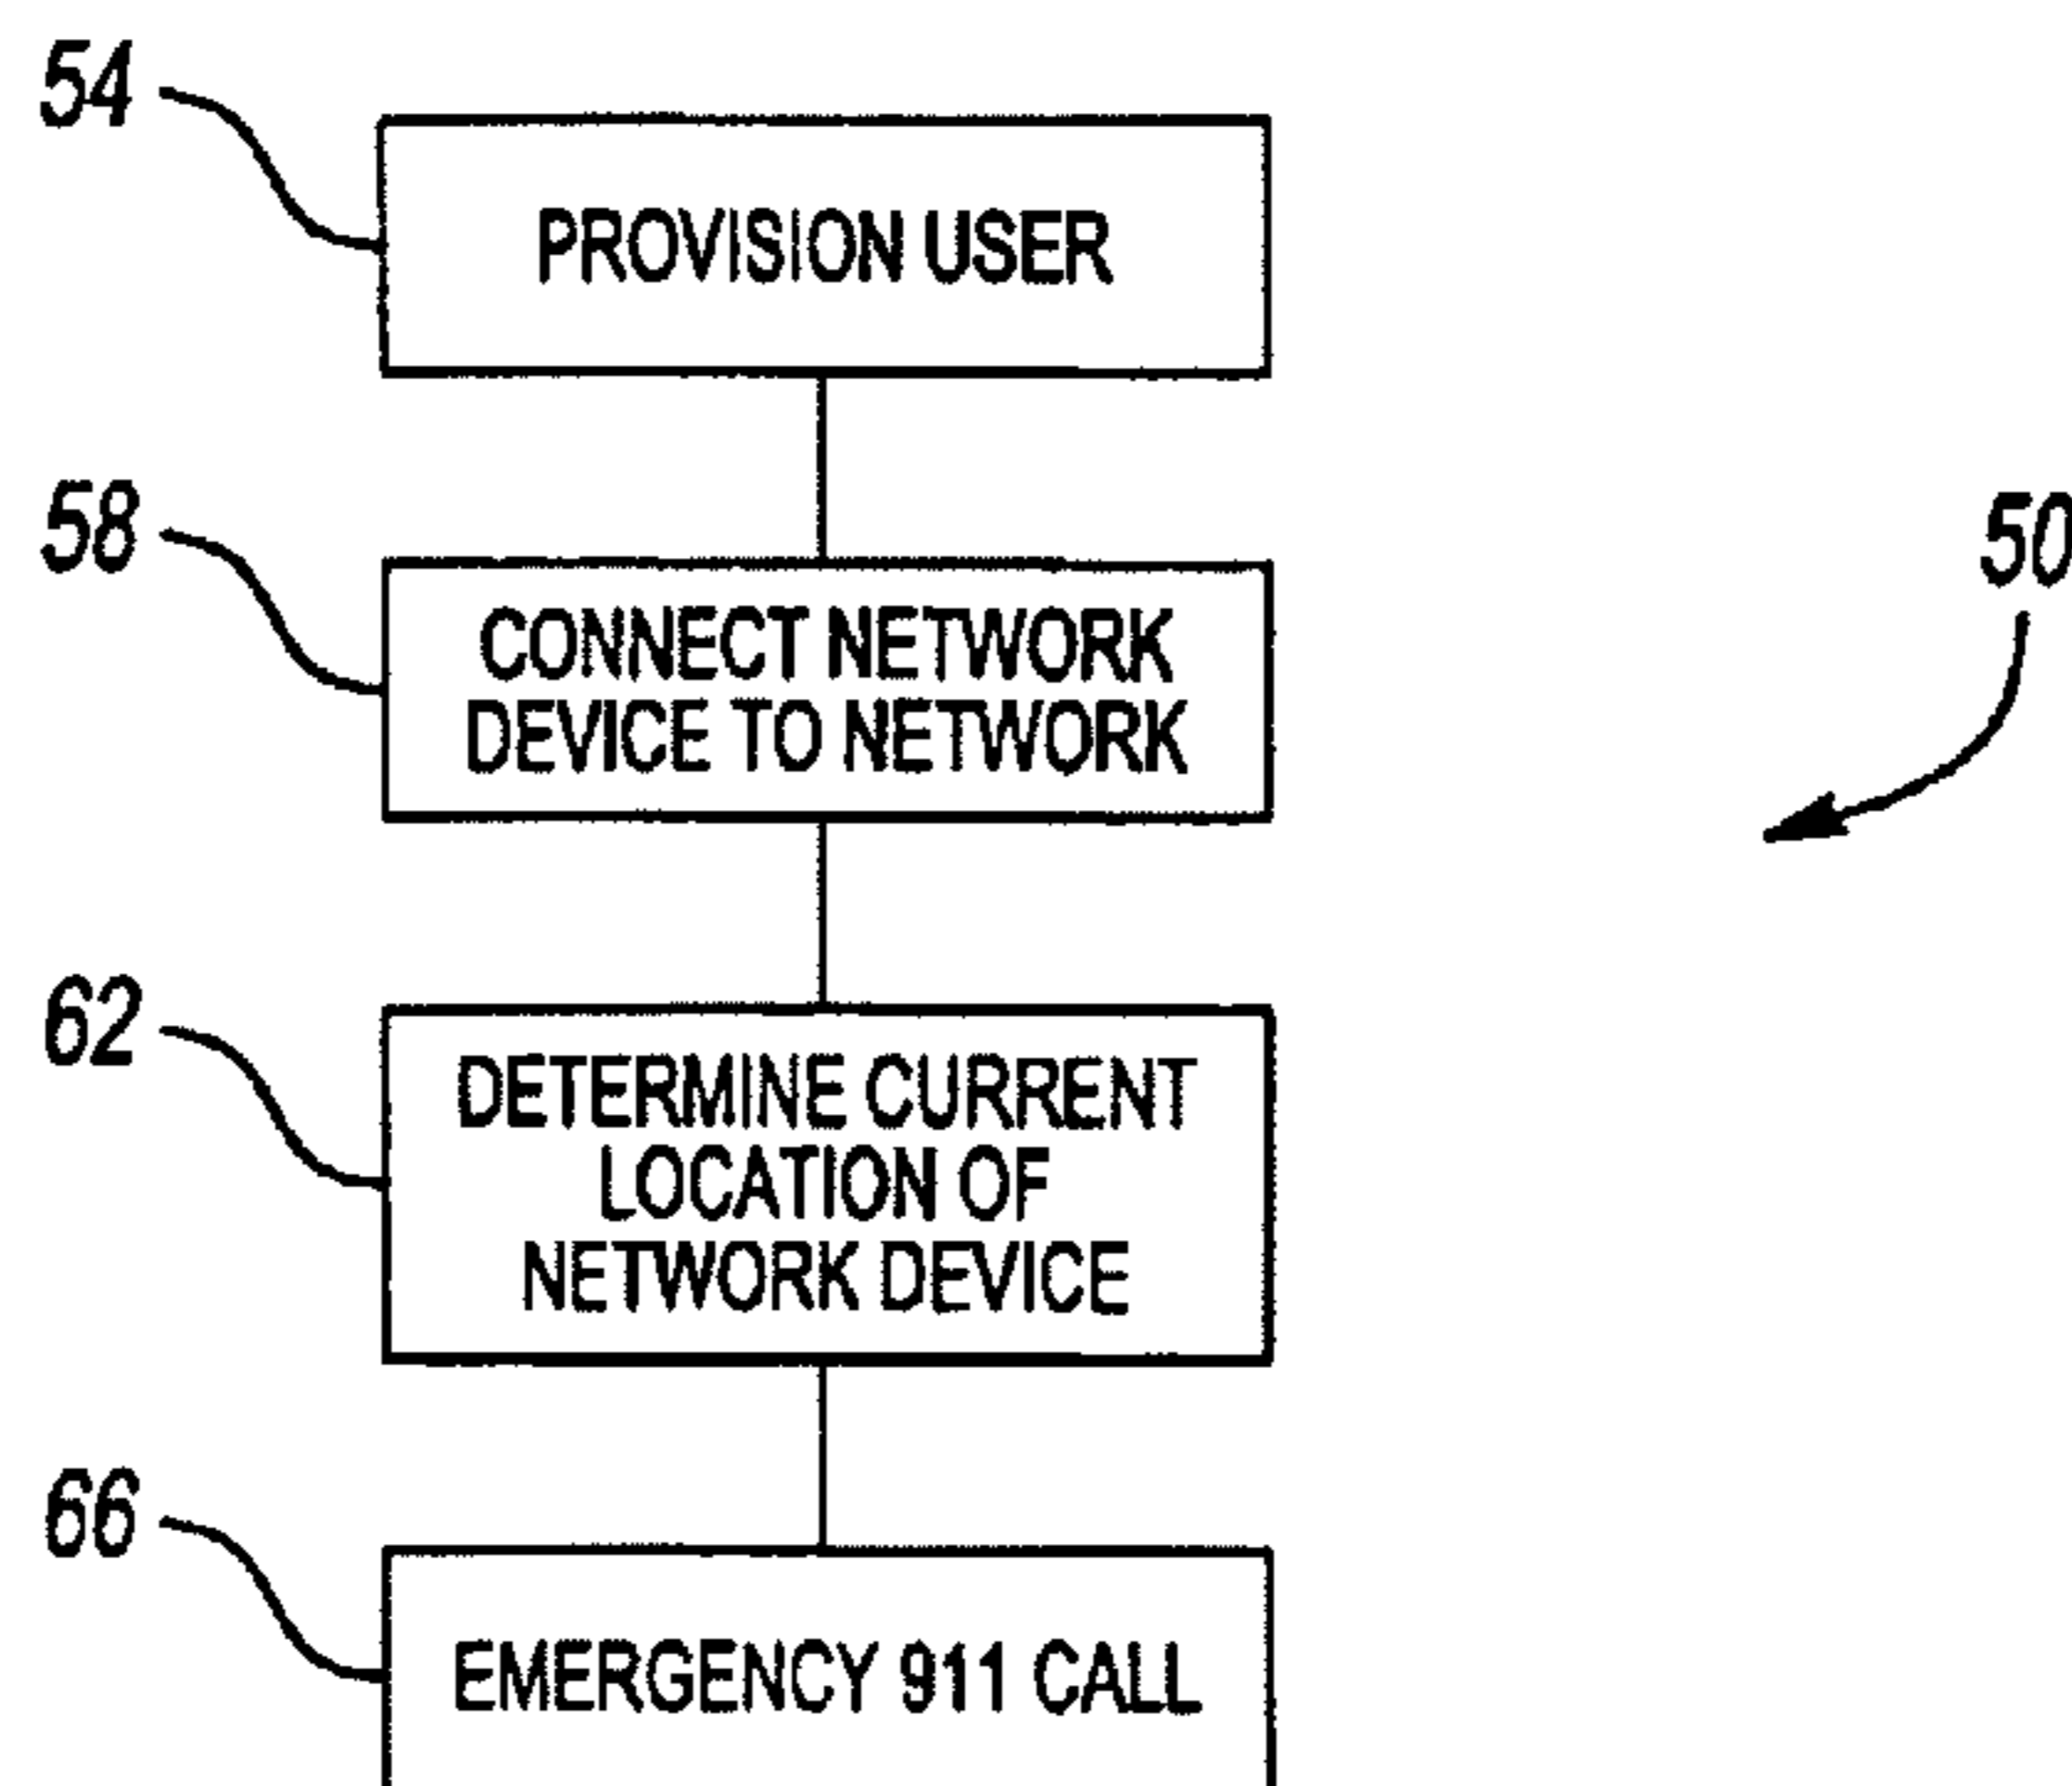 54
PROVISION USER
58
CONNECT NETWORK
DEVICE TO NETWORK
50
62
DETERMINE CURRENT
LOCATION OF
NETWORK DEVICE
66
EMERGENCY 911 CALL